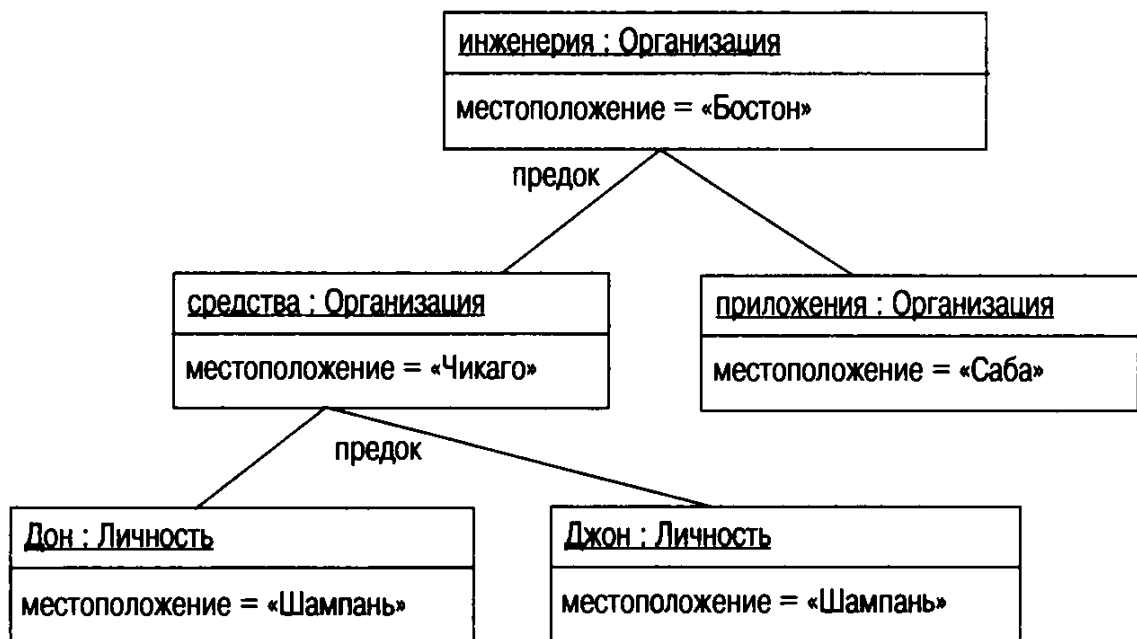 инженерия : Организация
местоположение = «Бостон»
предок
средства : Организация
местоположение = «Чикаго»
приложения : Организация
местоположение = «Саба»
предок
Дон : Личность
местоположение = «Шампань»
Джон : Личность
местоположение = «Шампань»